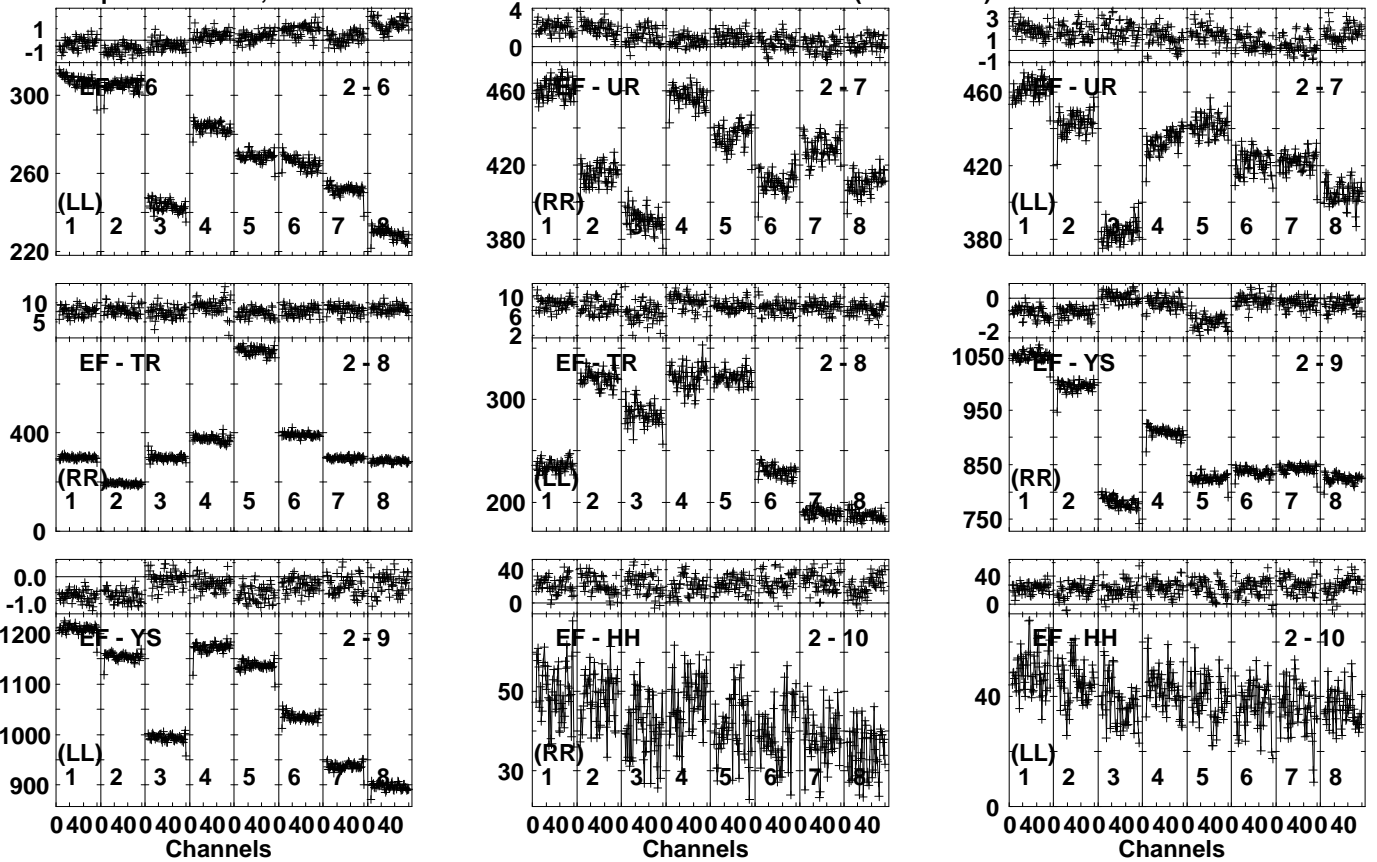 1
-1
300
260
220
EF - T6
2 - 6
(LL)
1 2 3 4 5 6 7 8
4
0
460
420
380
EF - UR
2 - 7
(RR)
1 2 3 4 5 6 7 8
3
1
-1
460
420
380
EF - UR
2 - 7
(LL)
1 2 3 4 5 6 7 8
10
5
400
0
EF - TR
2 - 8
(RR)
1 2 3 4 5 6 7 8
10
6
2
300
200
EF - TR
2 - 8
(LL)
1 2 3 4 5 6 7 8
0
-2
1050
950
850
750
EF - YS
2 - 9
(RR)
1 2 3 4 5 6 7 8
0.0
-1.0
1200
1100
1000
900
EF - YS
2 - 9
(LL)
1 2 3 4 5 6 7 8
0 40 0 40 0 40 0 40 0 40 0 40 0 40 0 40
Channels
40
0
50
30
EF - HH
2 - 10
(RR)
1 2 3 4 5 6 7 8
0 40 0 40 0 40 0 40 0 40 0 40 0 40 0 40
Channels
40
0
40
0
EF - HH
2 - 10
(LL)
1 2 3 4 5 6 7 8
0 40 0 40 0 40 0 40 0 40 0 40 0 40 0 40
Channels